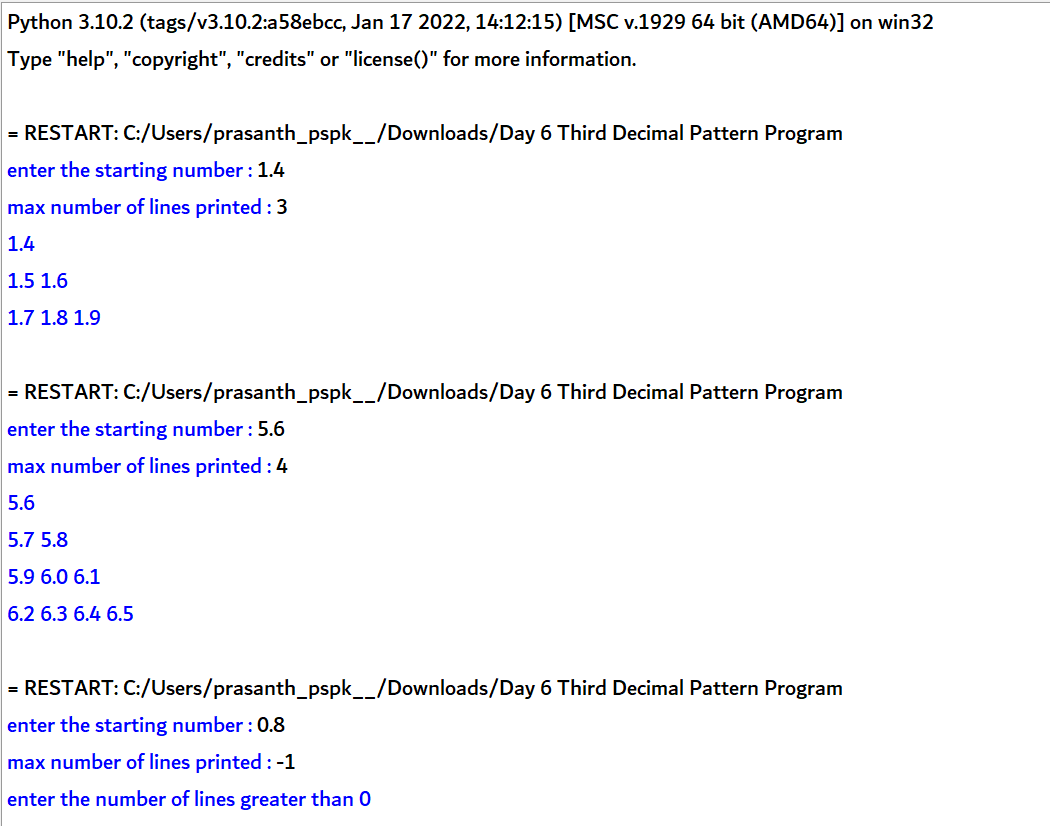 Python 3.10.2 (tags/v3.10.2:a58ebcc, Jan 17 2022, 14:12:15) [MSC v.1929 64 bit (AMD64)] on win32
Type "help", "copyright", "credits" or "license()" for more information.
= RESTART: C:/Users/prasanth_pspk__/Downloads/Day 6 Third Decimal Pattern Program
enter the starting number : 1.4
max number of lines printed : 3
1.4
1.5 1.6
1.7 1.8 1.9
= RESTART: C:/Users/prasanth_pspk__/Downloads/Day 6 Third Decimal Pattern Program
enter the starting number : 5.6
max number of lines printed : 4
5.6
5.7 5.8
5.9 6.0 6.1
6.2 6.3 6.4 6.5
= RESTART: C:/Users/prasanth_pspk__/Downloads/Day 6 Third Decimal Pattern Program
enter the starting number : 0.8
max number of lines printed : -1
enter the number of lines greater than 0